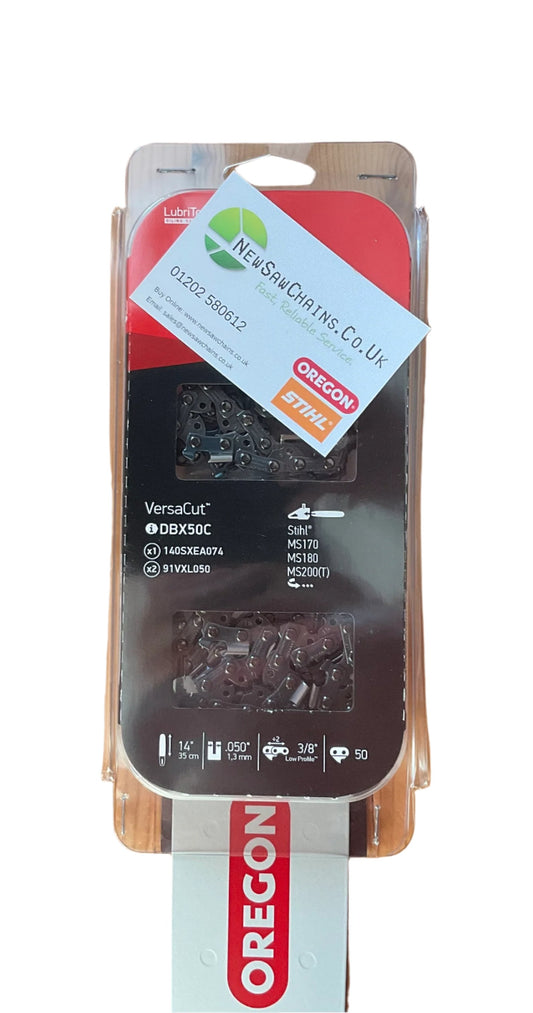 NewSawChains.Co.Uk
Fast, Reliable Service.
01202 580612
Buy Online: www.newsawchains.co.uk
Email: sales@newsawchains.co.uk
OREGON®
STIHL®
VersaCut™
DBX50C
x1 140SXEA074
x2 91VXL050
Stihl®
MS170
MS180
MS200(T)
14"
35 cm
.050"
1,3 mm
÷2
3/8"
Low Profile™
50
OREGON